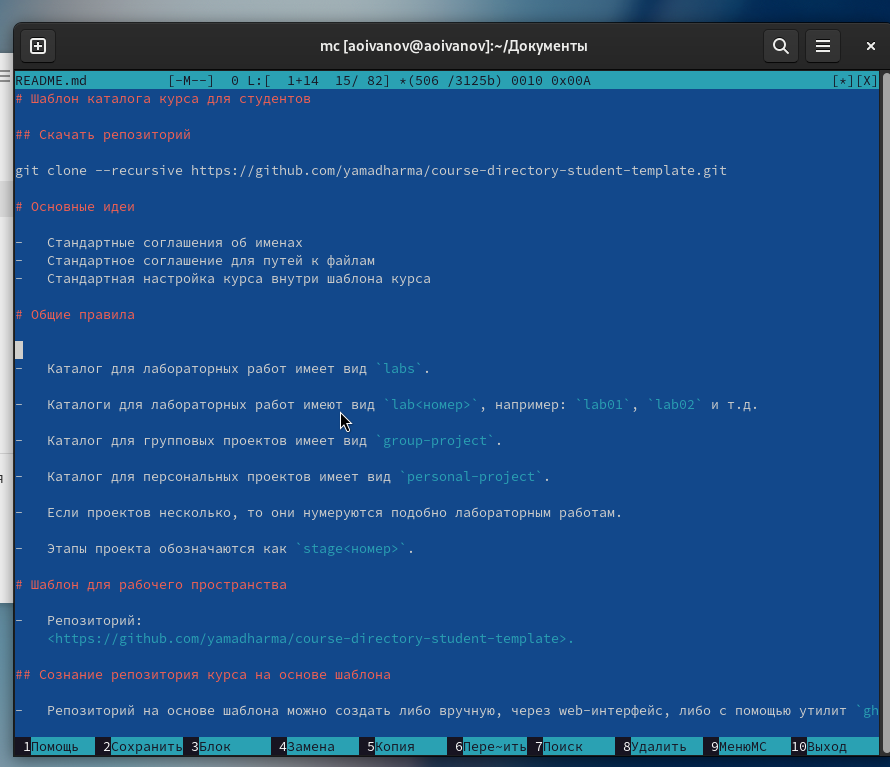 mc [aoivanov@aoivanov]:~/Документы
README.md [-M--] 0 L:[ 1+14 15/ 82] *(506 /3125b) 0010 0x00A [*][X]
# Шаблон каталога курса для студентов
## Скачать репозиторий
git clone --recursive https://github.com/yamadharma/course-directory-student-template.git
# Основные идеи
- Стандартные соглашения об именах
- Стандартное соглашение для путей к файлам
- Стандартная настройка курса внутри шаблона курса
# Общие правила
- Каталог для лабораторных работ имеет вид `labs`.
- Каталоги для лабораторных работ имеют вид `lab<номер>`, например: `lab01`, `lab02` и т.д.
- Каталог для групповых проектов имеет вид `group-project`.
- Каталог для персональных проектов имеет вид `personal-project`.
- Если проектов несколько, то они нумеруются подобно лабораторным работам.
- Этапы проекта обозначаются как `stage<номер>`.
# Шаблон для рабочего пространства
- Репозиторий:
<https://github.com/yamadharma/course-directory-student-template>.
## Сознание репозитория курса на основе шаблона
- Репозиторий на основе шаблона можно создать либо вручную, через web-интерфейс, либо с помощью утилит `gh
1Помощь 2Сохранить 3Блок 4Замена 5Копия 6Пере~ить 7Поиск 8Удалить 9МенюМС 10Выход
я